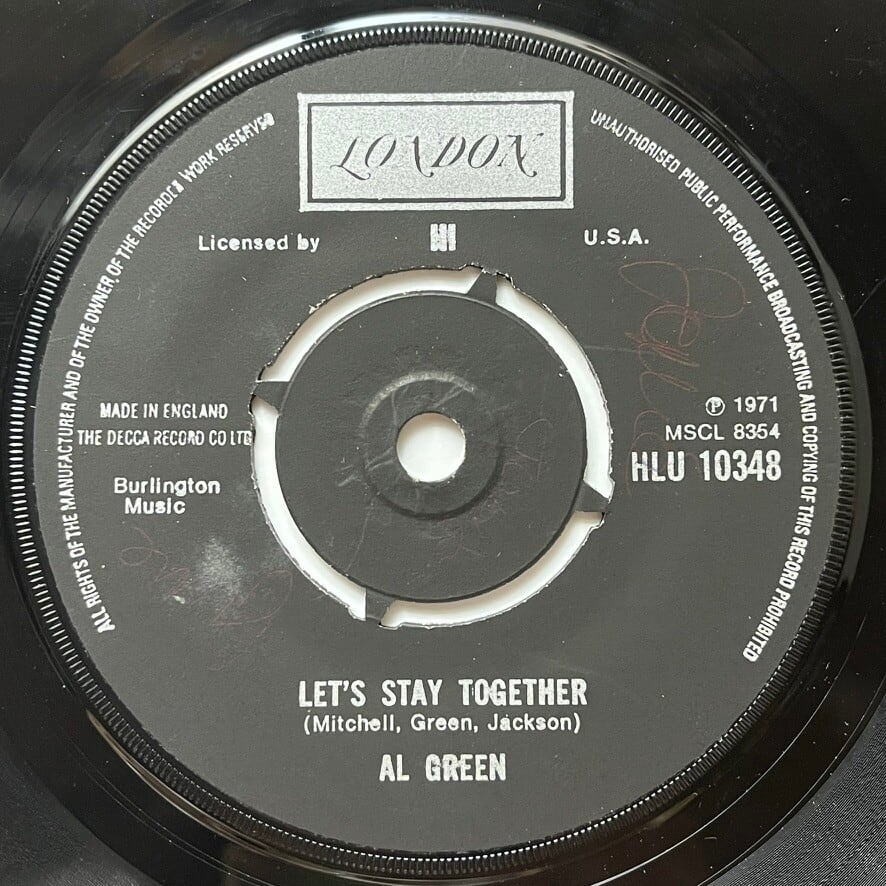 LONDON
Licensed by
hi
U.S.A.
ALL RIGHTS OF THE MANUFACTURER AND OF THE OWNER OF THE RECORDED WORK RESERVED
UNAUTHORISED PUBLIC PERFORMANCE BROADCASTING AND COPYING OF THIS RECORD PROHIBITED
MADE IN ENGLAND
THE DECCA RECORD CO LTD
Burlington
Music
℗ 1971
MSCL 8354
HLU 10348
LET'S STAY TOGETHER
(Mitchell, Green, Jackson)
AL GREEN